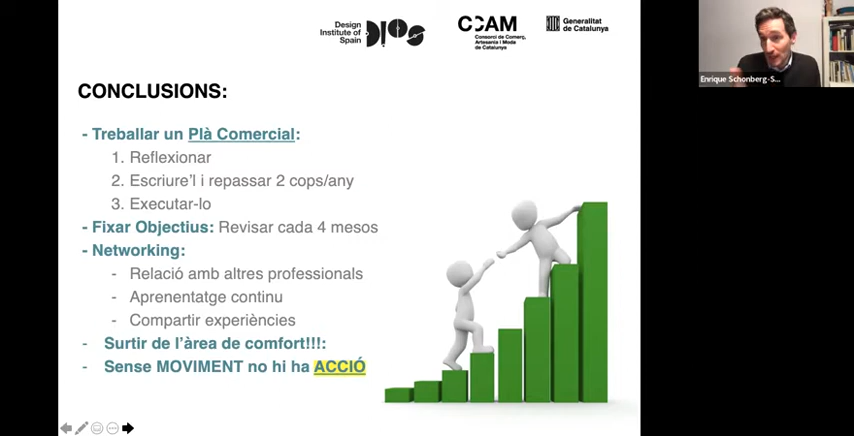 Design
Institute of
Spain
DIOS
CCAM
Consorci de Comerç,
Artesania i Moda
de Catalunya
Generalitat
de Catalunya
Enrique Schonberg-S...
CONCLUSIONS:
- Treballar un Plà Comercial:
1. Reflexionar
2. Escriure’l i repassar 2 cops/any
3. Executar-lo
- Fixar Objectius: Revisar cada 4 mesos
- Networking:
- Relació amb altres professionals
- Aprenentatge continu
- Compartir experiències
- Surtir de l’àrea de comfort!!!:
- Sense MOVIMENT no hi ha ACCIÓ